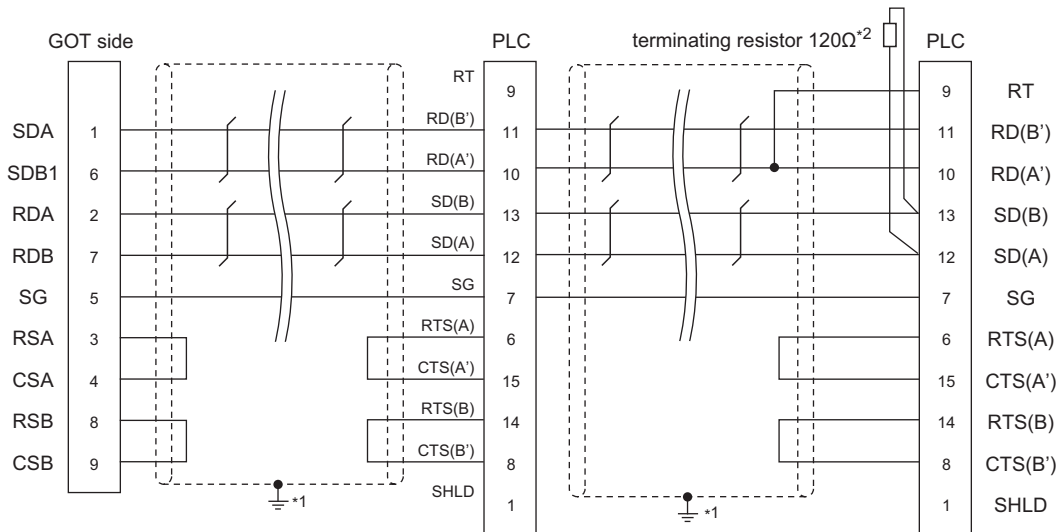 GOT side
PLC
terminating resistor 120Ω*2
PLC
RT
9
9
RT
SDA
1
RD(B')
11
11
RD(B')
SDB1
6
RD(A')
10
10
RD(A')
RDA
2
SD(B)
13
13
SD(B)
RDB
7
SD(A)
12
12
SD(A)
SG
5
SG
7
7
SG
RSA
3
RTS(A)
6
6
RTS(A)
CSA
4
CTS(A')
15
15
CTS(A')
RSB
8
RTS(B)
14
14
RTS(B)
CSB
9
CTS(B')
8
8
CTS(B')
*1
SHLD
1
*1
1
SHLD